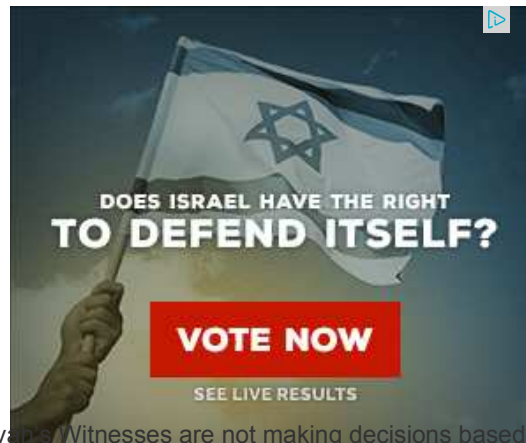 DOES ISRAEL HAVE THE RIGHT
TO DEFEND ITSELF?
VOTE NOW
SEE LIVE RESULTS
Witnesses are not making decisions based